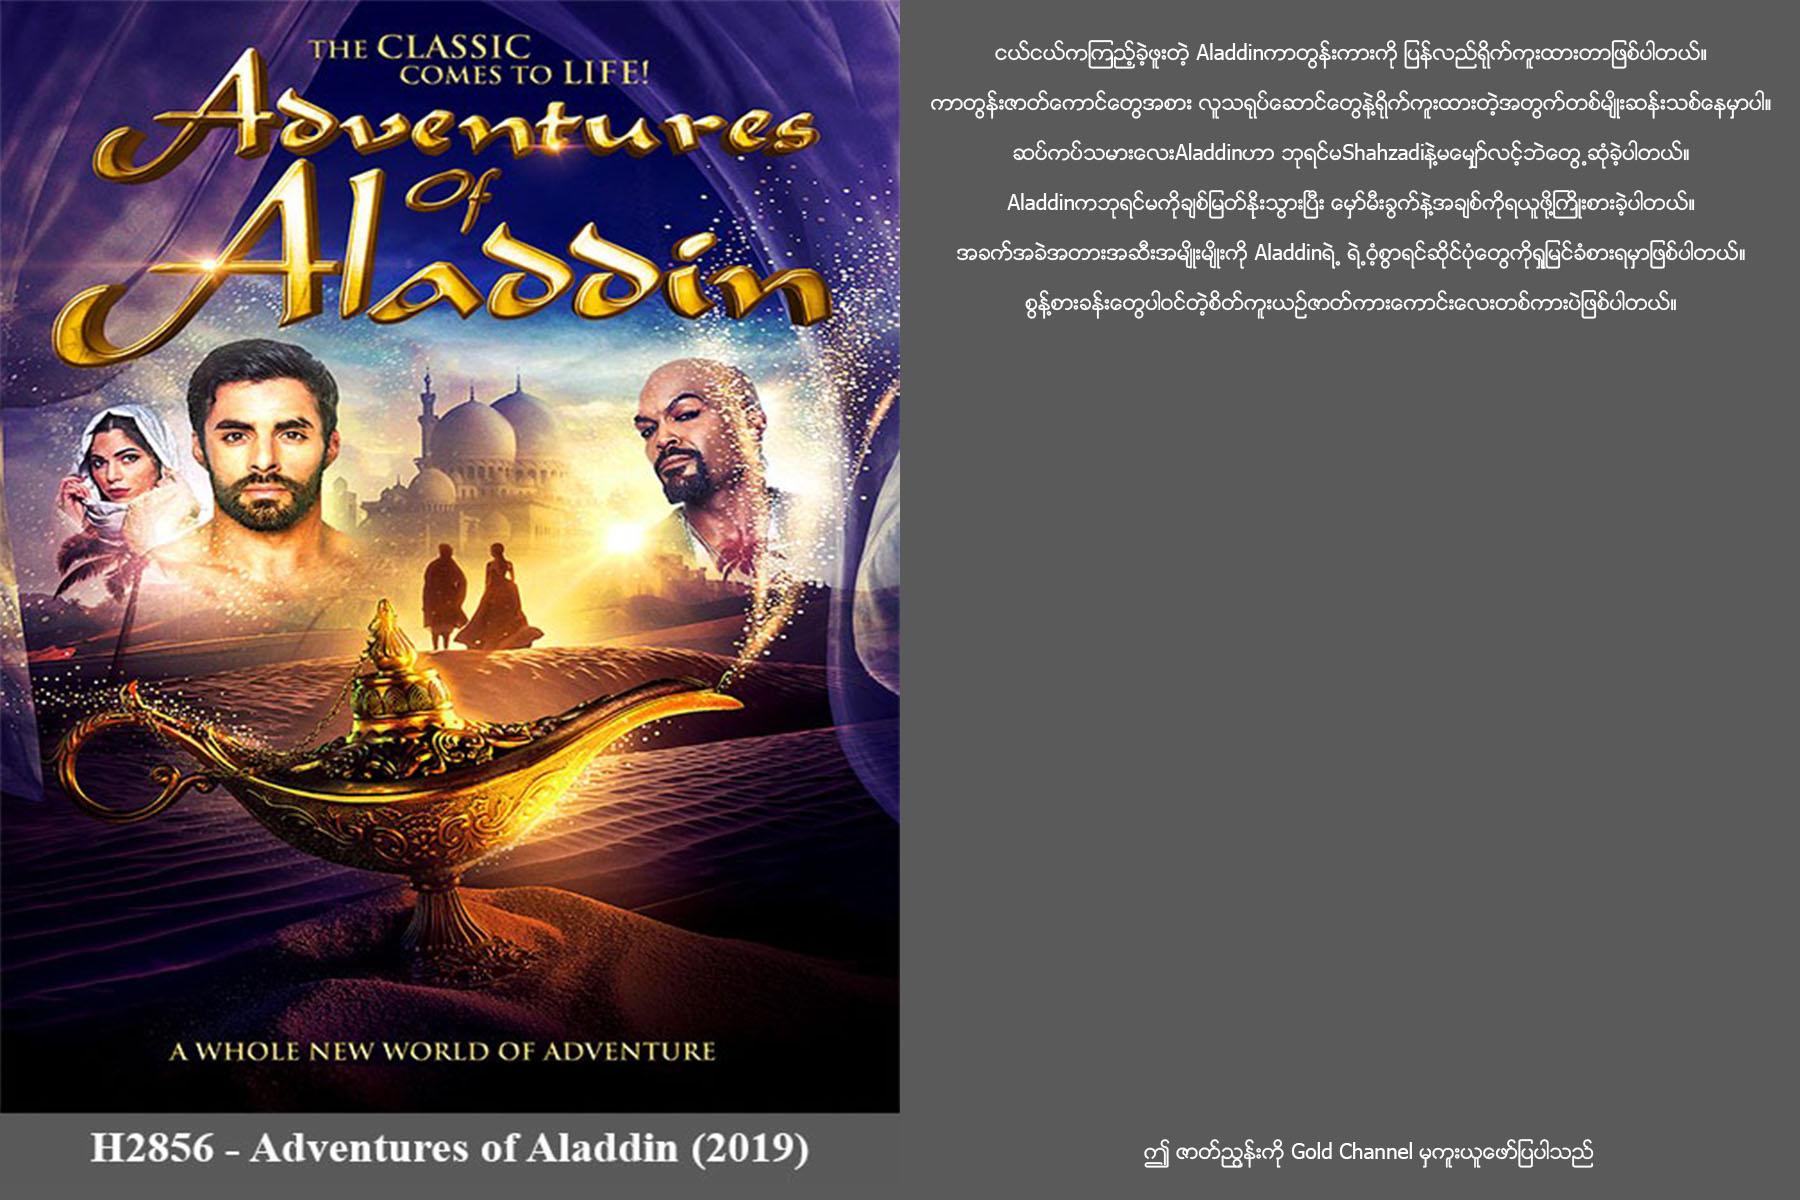 THE CLASSIC
COMES TO LIFE!
Adventures
of
Aladdin
A WHOLE NEW WORLD OF ADVENTURE
H2856 - Adventures of Aladdin (2019)
ငယ်ငယ်ကကြည့်ခဲ့ဖူးတဲ့ Aladdinကာတွန်းကားကို ပြန်လည်ရိုက်ကူးထားတာဖြစ်ပါတယ်။
ကာတွန်းဇာတ်ကောင်တွေအစား လူသရုပ်ဆောင်တွေနဲ့ရိုက်ကူးထားတဲ့အတွက်တစ်မျိုးဆန်းသစ်နေမှာပါ။
ဆပ်ကပ်သမားလေးAladdinဟာ ဘုရင်မShahzadiနဲ့မမျှော်လင့်ဘဲတွေ့ဆုံခဲ့ပါတယ်။
Aladdinကဘုရင်မကိုချစ်မြတ်နိုးသွားပြီး မှော်မီးခွက်နဲ့အချစ်ကိုရယူဖို့ကြိုးစားခဲ့ပါတယ်။
အခက်အခဲအတားအဆီးအမျိုးမျိုးကို Aladdinရဲ့ ရဲ့ဝံ့စွာရင်ဆိုင်ပုံတွေကိုရှုမြင်ခံစားရမှာဖြစ်ပါတယ်။
စွန့်စားခန်းတွေပါဝင်တဲ့စိတ်ကူးယဉ်ဇာတ်ကားကောင်းလေးတစ်ကားပဲဖြစ်ပါတယ်။
ဤ ဇာတ်ညွှန်းကို Gold Channel မှကူးယူဖော်ပြပါသည်